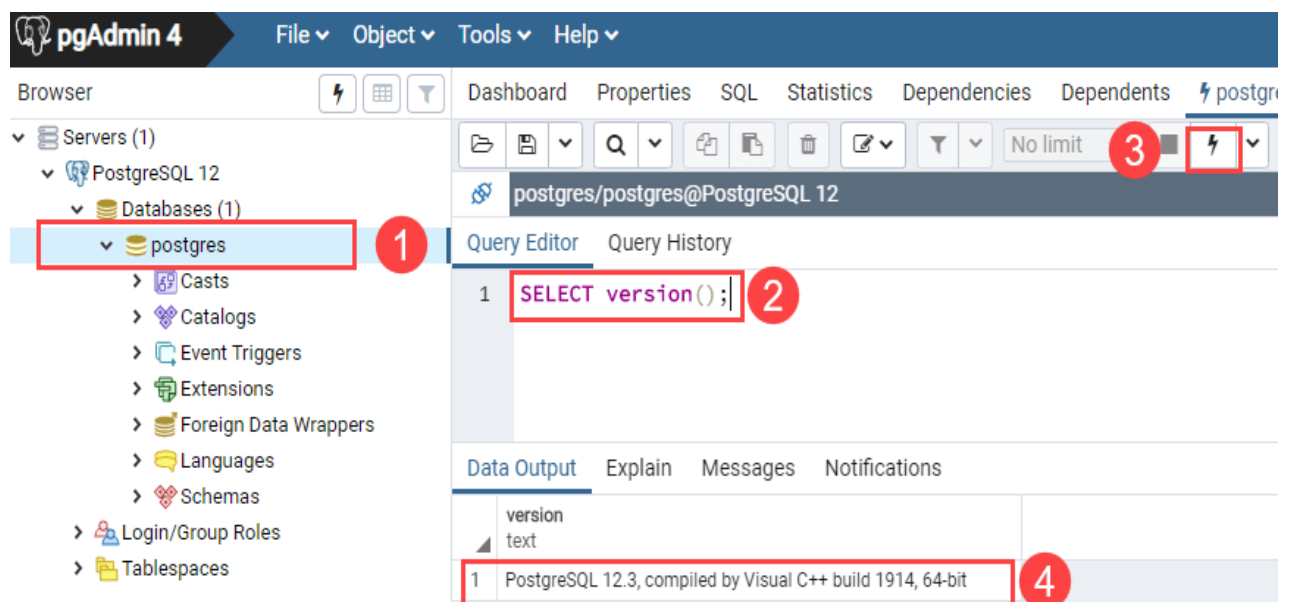 pgAdmin 4 File Object Tools Help
Browser
Dashboard Properties SQL Statistics Dependencies Dependents
Servers (1)
PostgreSQL 12
Databases (1)
postgres
1
Casts
Catalogs
Event Triggers
Extensions
Foreign Data Wrappers
Languages
Schemas
Login/Group Roles
Tablespaces
No limit
3
postgres/postgres@PostgreSQL 12
Query Editor Query History
1 SELECT version();
2
Data Output Explain Messages Notifications
version
text
1 PostgreSQL 12.3, compiled by Visual C++ build 1914, 64-bit
4